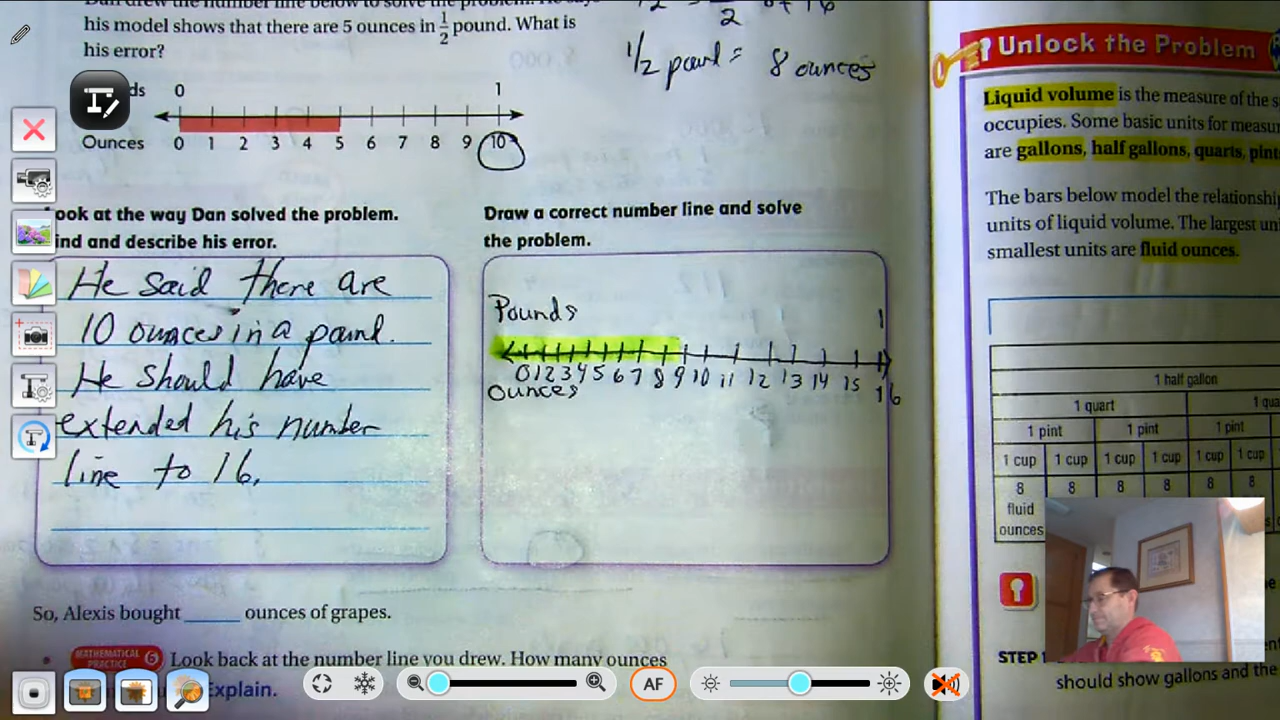 his model shows that there are 5 ounces in 1/2 pound. What is
his error?
1/2 pound = 8 ounces
ds 0 1
Ounces 0 1 2 3 4 5 6 7 8 9 10
ook at the way Dan solved the problem.
ind and describe his error.
He said there are
10 ounces in a pound.
He should have
extended his number
line to 16.
Draw a correct number line and solve
the problem.
Pounds 1
0 1 2 3 4 5 6 7 8 9 10 11 12 13 14 15 16
Ounces
So, Alexis bought _____ ounces of grapes.
MATHEMATICAL PRACTICE 6 Look back at the number line you drew. How many ounces
Explain.
Unlock the Problem
Liquid volume is the measure of the s
occupies. Some basic units for measu
are gallons, half gallons, quarts, pint
The bars below model the relationshi
units of liquid volume. The largest un
smallest units are fluid ounces.
1 half gallon
1 quart 1 qua
1 pint 1 pint 1 pint
1 cup 1 cup 1 cup 1 cup 1 cup 1 cup
8 8 8 8 8 8
fluid
ounces
STEP 1
should show gallons and the
AF